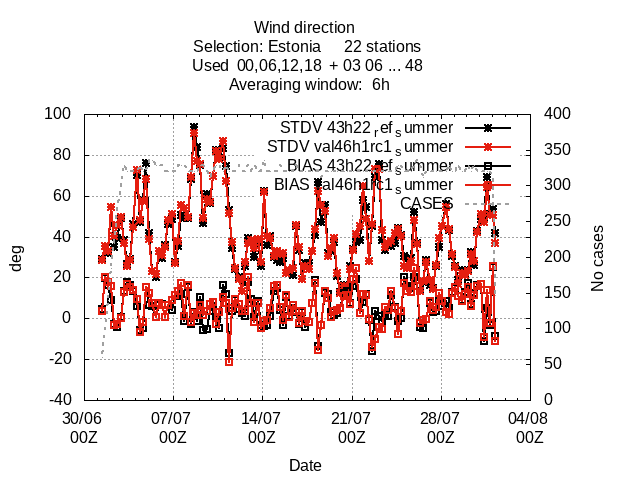 Wind direction
Selection: Estonia 22 stations
Used 00,06,12,18 + 03 06 ... 48
Averaging window: 6h
100 400
STDV 43h22_ref_summer
80 350
STDV val46h1rc1_summer
BIAS 43h22_ref_summer
60 300
BIAS val46h1rc1_summer
CASES
250
40
200
20
150
0
100
-20
50
-40 0
deg
No cases
30/06 07/07 14/07 21/07 28/07 04/08
00Z 00Z 00Z 00Z 00Z 00Z
Date